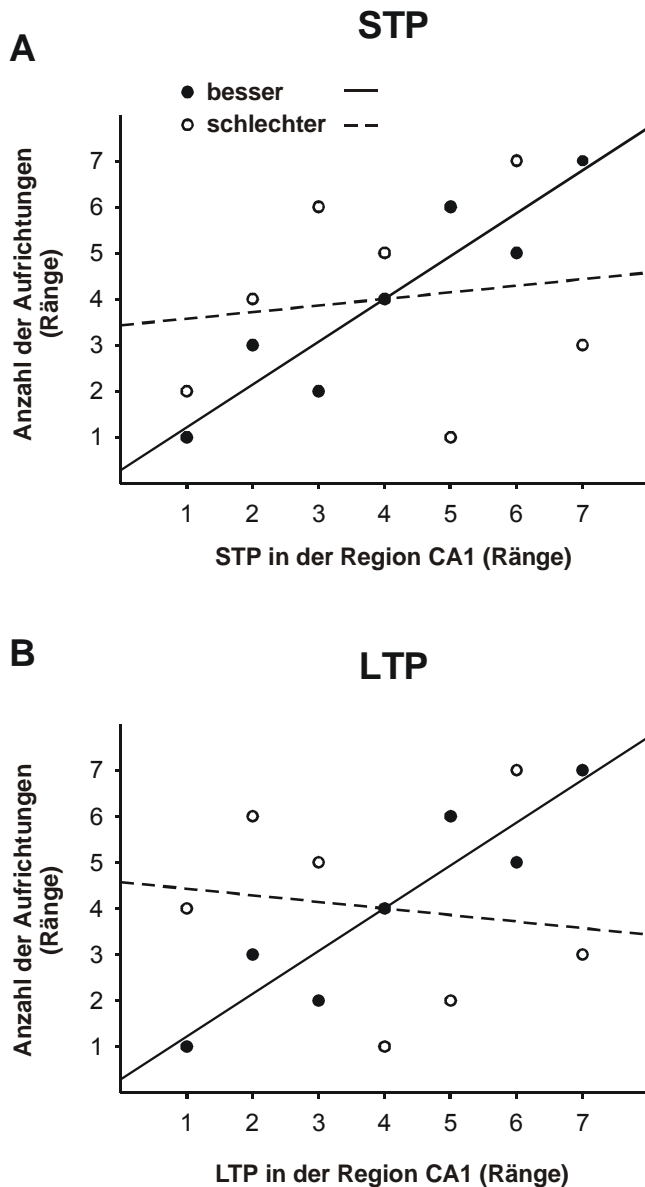 STP
A
besser
schlechter
Anzahl der Aufrichtungen
(Ränge)
7
6
5
4
3
2
1
1 2 3 4 5 6 7
STP in der Region CA1 (Ränge)
B
LTP
Anzahl der Aufrichtungen
(Ränge)
7
6
5
4
3
2
1
1 2 3 4 5 6 7
LTP in der Region CA1 (Ränge)